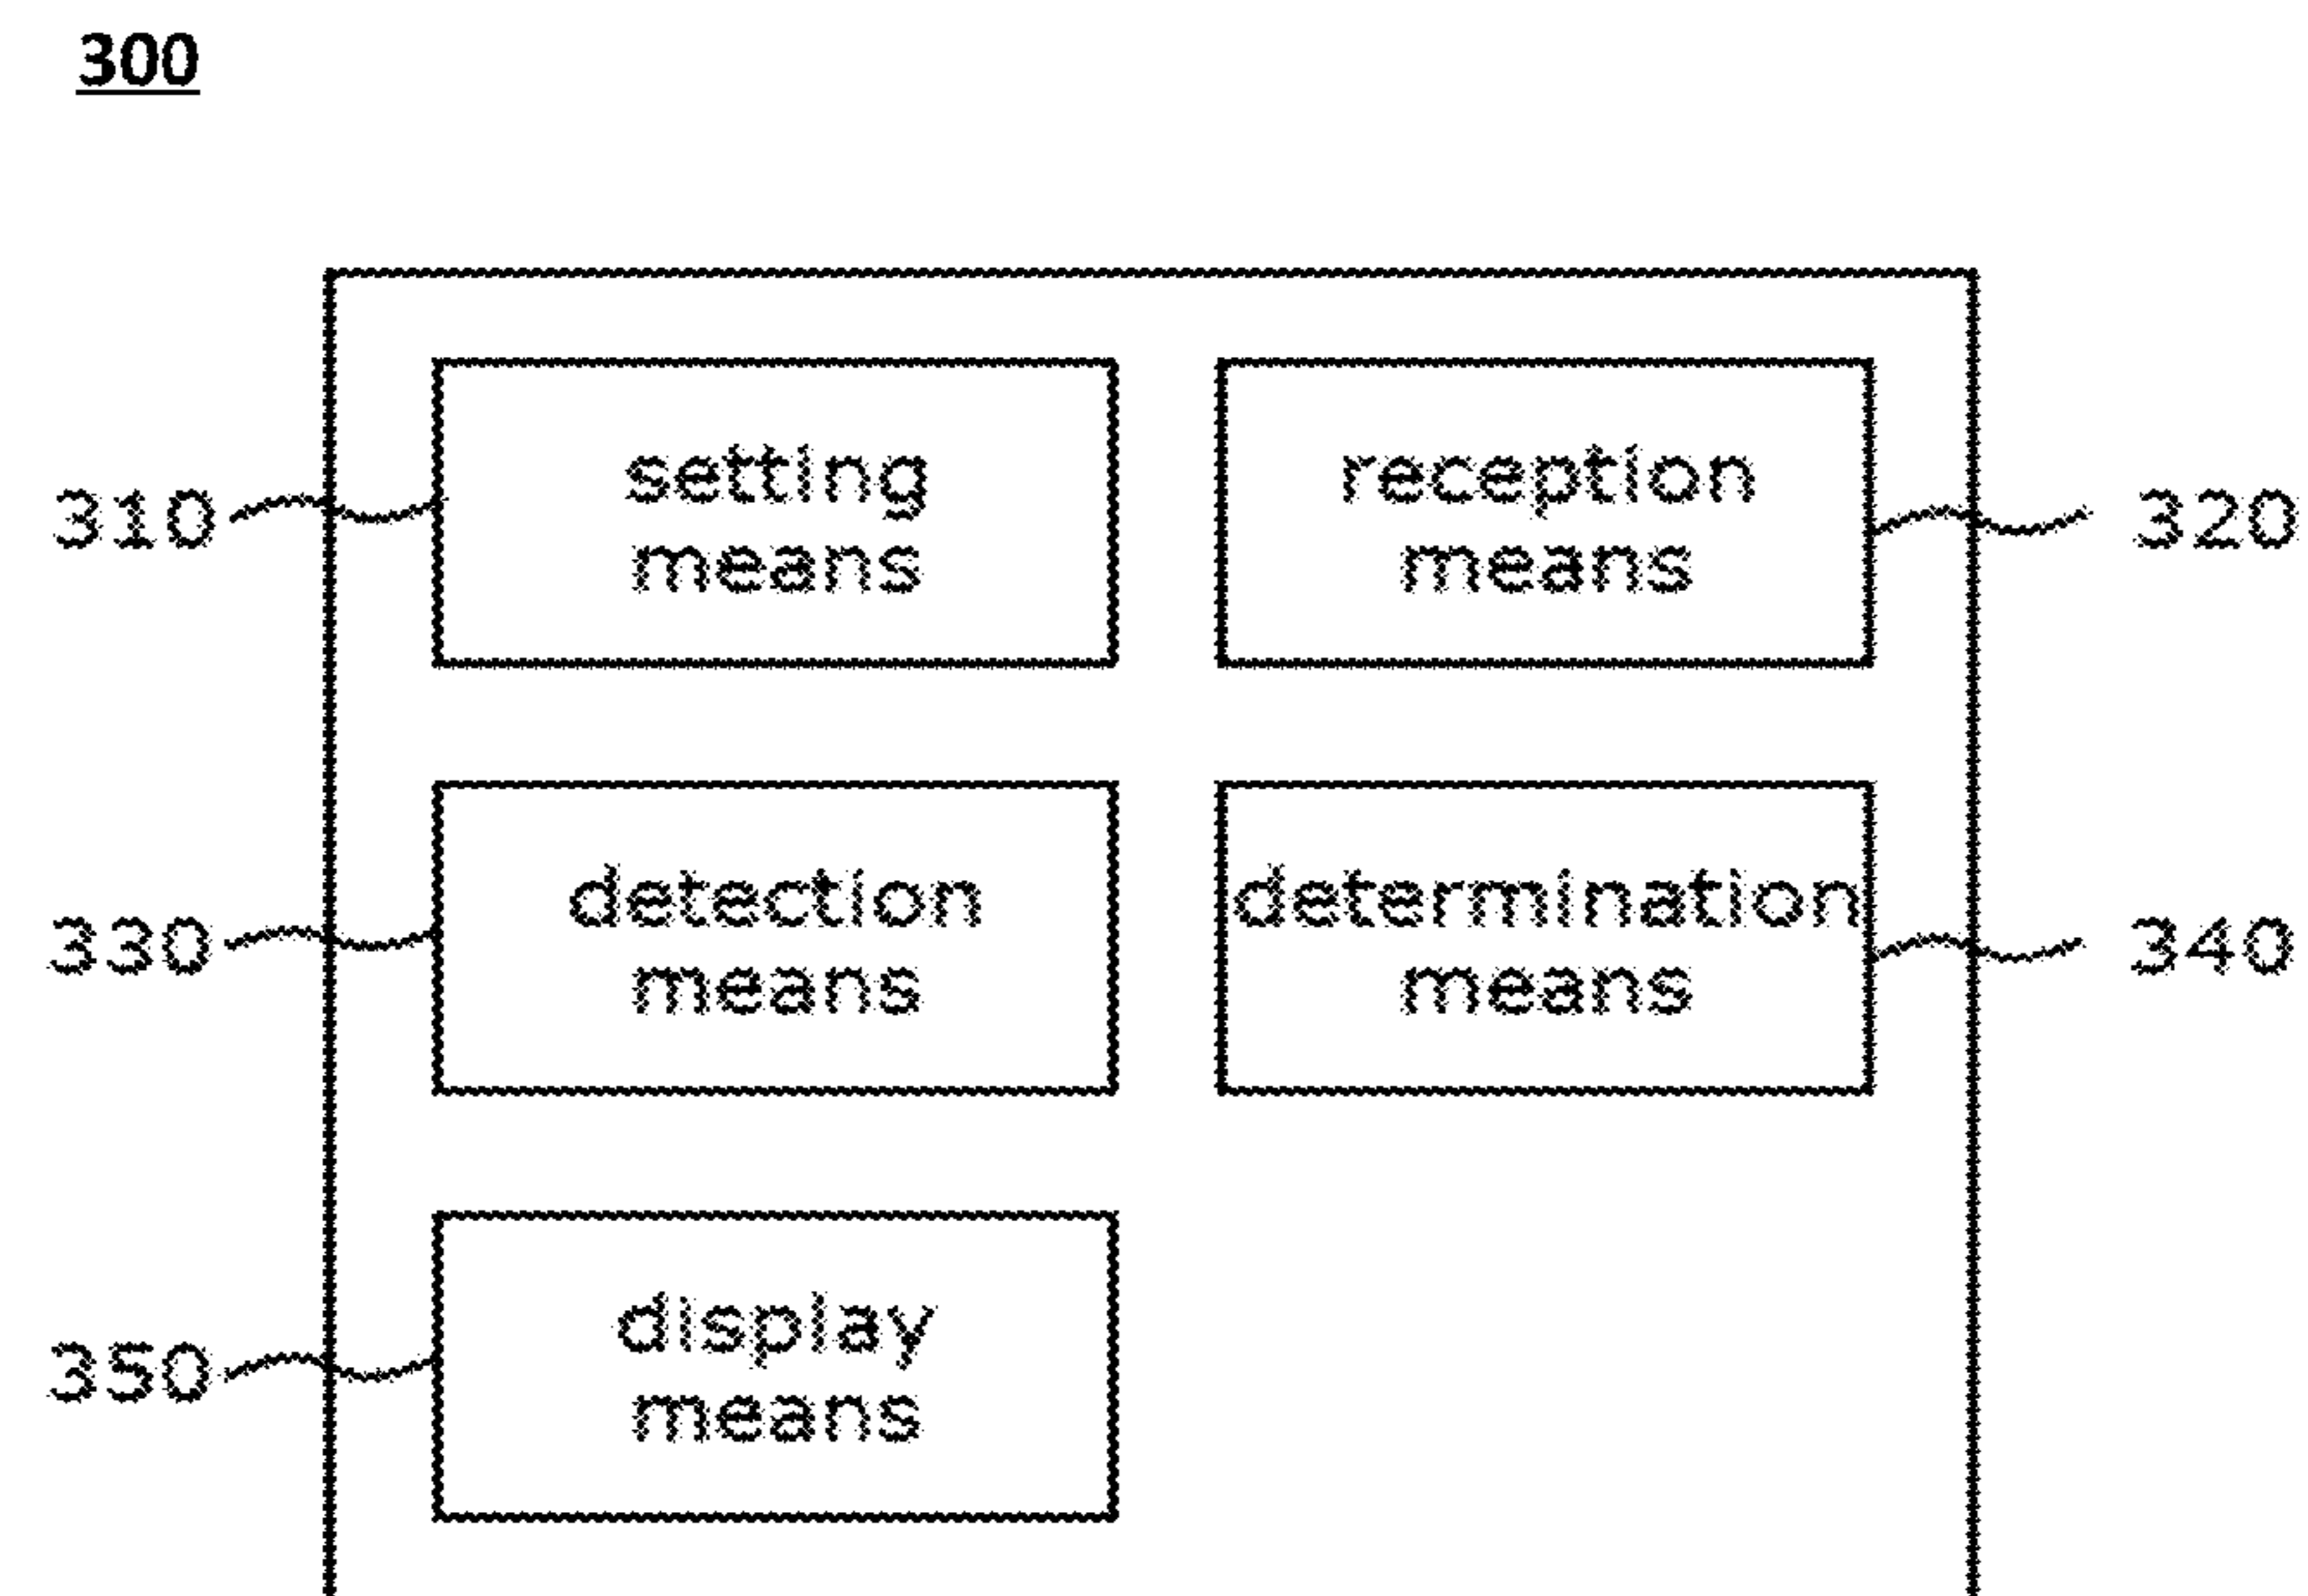 300
setting
means
reception
means
310
320
detection
means
determination
means
330
340
display
means
350